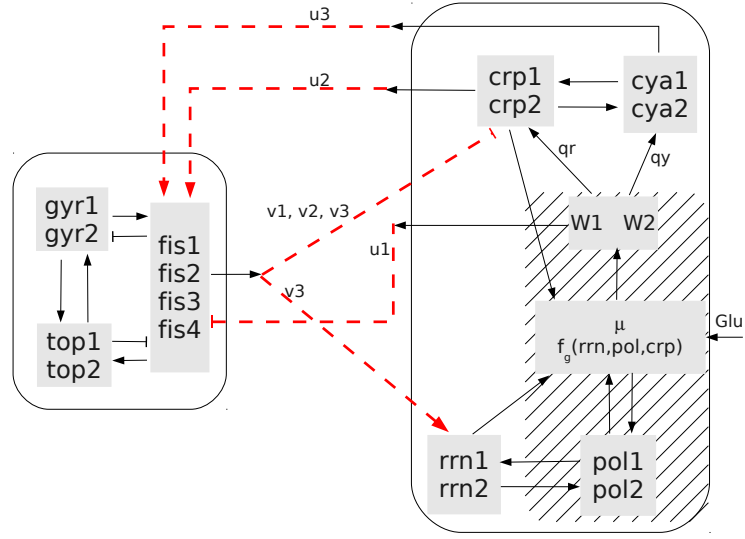 u3
u2
crp1
crp2
cya1
cya2
qr
qy
gyr1
gyr2
fis1
fis2
fis3
fis4
top1
top2
v1, v2, v3
v3
u1
W1 W2
μ
f_g(rrn,pol,crp)
Glu
rrn1
rrn2
pol1
pol2